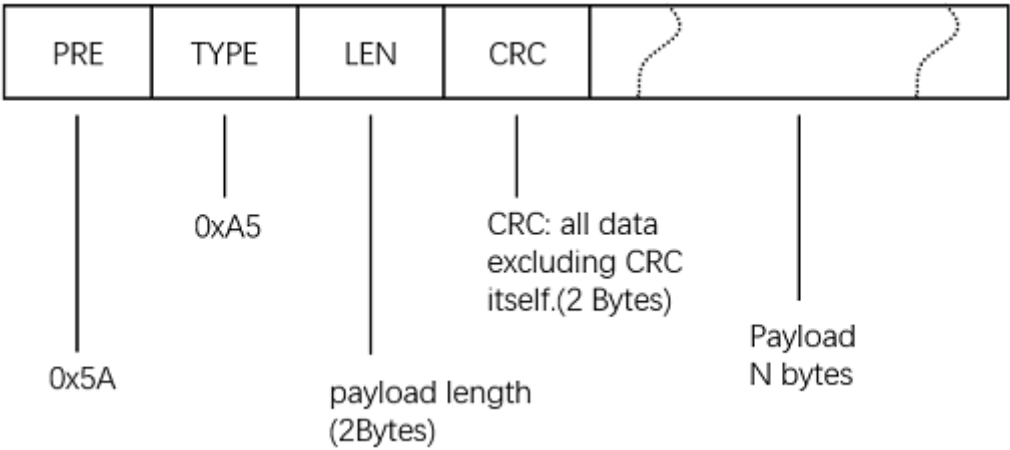 PRE TYPE LEN CRC
0xA5
CRC: all data
excluding CRC
itself.(2 Bytes)
0x5A
payload length
(2Bytes)
Payload
N bytes